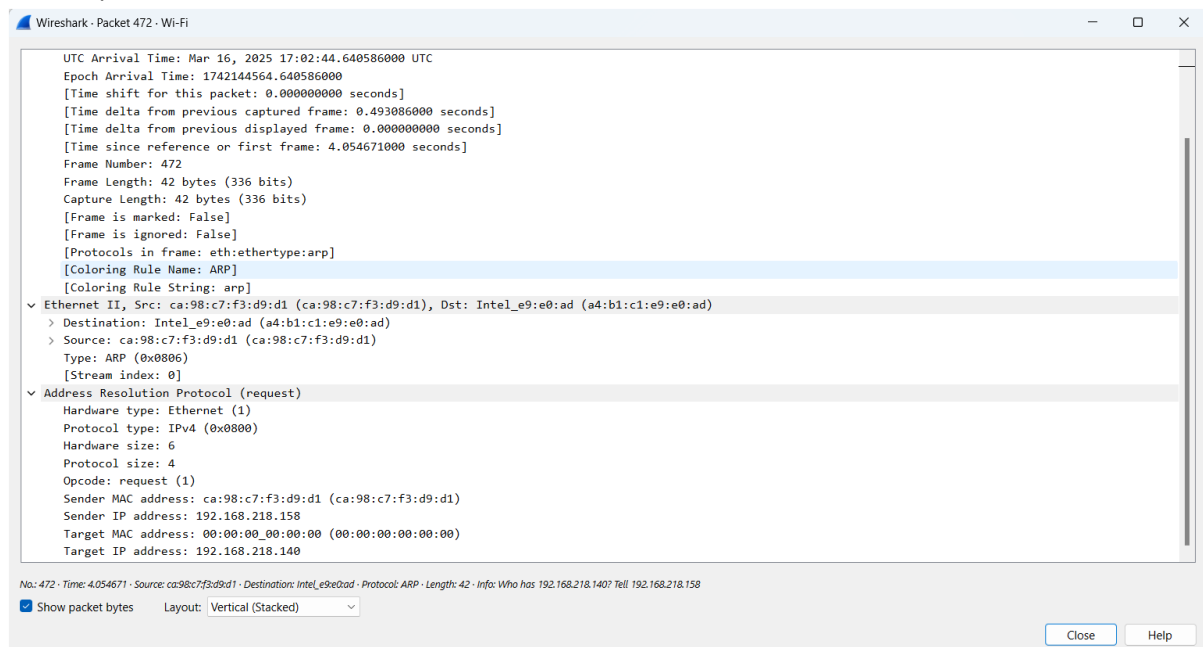 Wireshark · Packet 472 · Wi-Fi
UTC Arrival Time: Mar 16, 2025 17:02:44.640586000 UTC
Epoch Arrival Time: 1742144564.640586000
[Time shift for this packet: 0.000000000 seconds]
[Time delta from previous captured frame: 0.493086000 seconds]
[Time delta from previous displayed frame: 0.000000000 seconds]
[Time since reference or first frame: 4.054671000 seconds]
Frame Number: 472
Frame Length: 42 bytes (336 bits)
Capture Length: 42 bytes (336 bits)
[Frame is marked: False]
[Frame is ignored: False]
[Protocols in frame: eth:ethertype:arp]
[Coloring Rule Name: ARP]
[Coloring Rule String: arp]
Ethernet II, Src: ca:98:c7:f3:d9:d1 (ca:98:c7:f3:d9:d1), Dst: Intel_e9:e0:ad (a4:b1:c1:e9:e0:ad)
Destination: Intel_e9:e0:ad (a4:b1:c1:e9:e0:ad)
Source: ca:98:c7:f3:d9:d1 (ca:98:c7:f3:d9:d1)
Type: ARP (0x0806)
[Stream index: 0]
Address Resolution Protocol (request)
Hardware type: Ethernet (1)
Protocol type: IPv4 (0x0800)
Hardware size: 6
Protocol size: 4
Opcode: request (1)
Sender MAC address: ca:98:c7:f3:d9:d1 (ca:98:c7:f3:d9:d1)
Sender IP address: 192.168.218.158
Target MAC address: 00:00:00_00:00:00 (00:00:00:00:00:00)
Target IP address: 192.168.218.140
No.: 472 · Time: 4.054671 · Source: ca:98:c7:f3:d9:d1 · Destination: Intel_e9:e0:ad · Protocol: ARP · Length: 42 · Info: Who has 192.168.218.140? Tell 192.168.218.158
Show packet bytes Layout: Vertical (Stacked)
Close Help